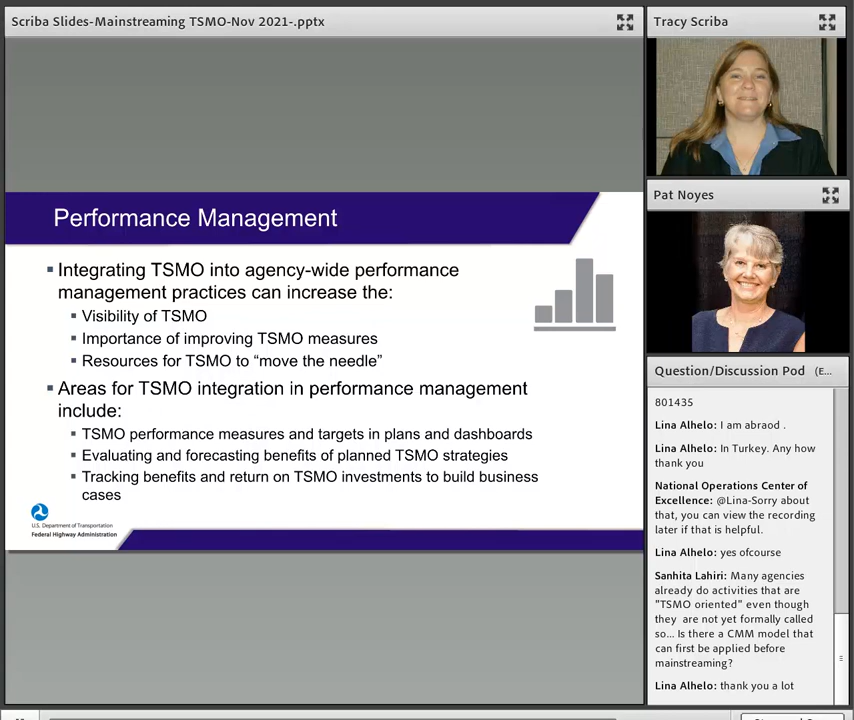 Scriba Slides-Mainstreaming TSMO-Nov 2021-.pptx
Performance Management
Integrating TSMO into agency-wide performance
management practices can increase the:
Visibility of TSMO
Importance of improving TSMO measures
Resources for TSMO to “move the needle”
Areas for TSMO integration in performance management
include:
TSMO performance measures and targets in plans and dashboards
Evaluating and forecasting benefits of planned TSMO strategies
Tracking benefits and return on TSMO investments to build business
cases
U.S. Department of Transportation
Federal Highway Administration
Tracy Scriba
Pat Noyes
Question/Discussion Pod (E...
801435
Lina Alhelo: I am abraod .
Lina Alhelo: In Turkey. Any how
thank you
National Operations Center of
Excellence: @Lina-Sorry about
that, you can view the recording
later if that is helpful.
Lina Alhelo: yes ofcourse
Sanhita Lahiri: Many agencies
already do activities that are
"TSMO oriented" even though
they are not yet formally called
so... Is there a CMM model that
can first be applied before
mainstreaming?
Lina Alhelo: thank you a lot